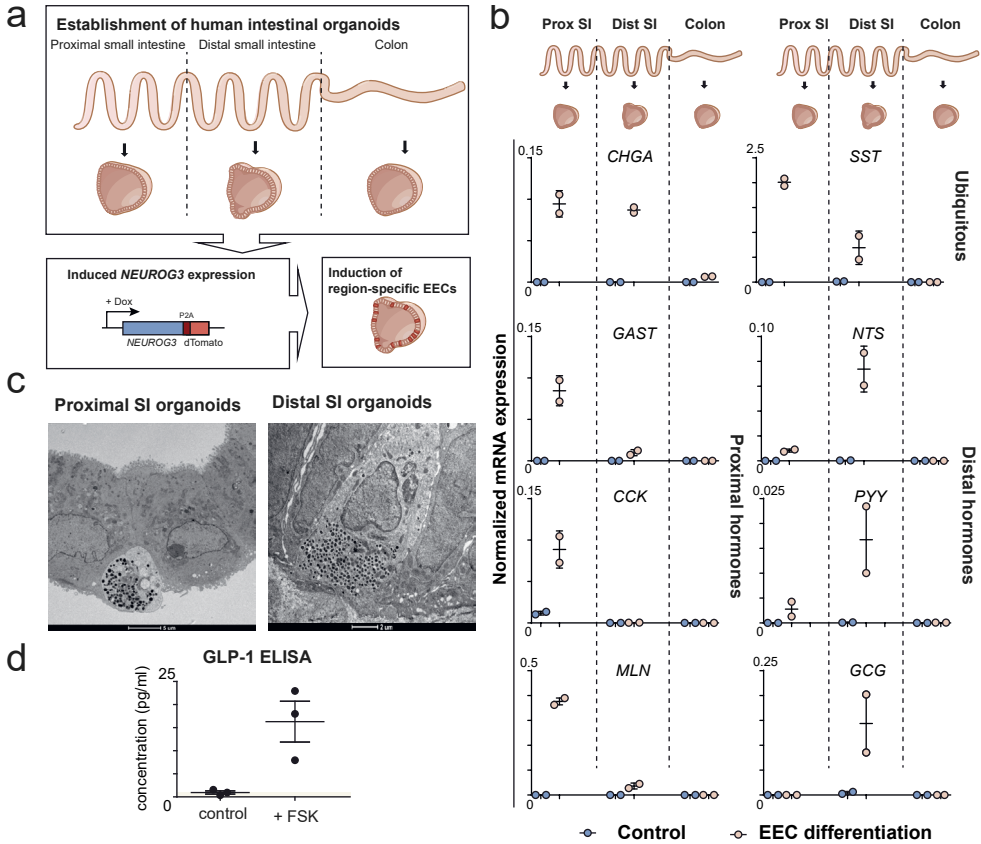 a
Establishment of human intestinal organoids
Proximal small intestine
Distal small intestine
Colon
Induced NEUROG3 expression
+ Dox
P2A
NEUROG3
dTomato
Induction of
region-specific EECs
b
Prox SI
Dist SI
Colon
Prox SI
Dist SI
Colon
Normalized mRNA expression
0.15
CHGA
0
2.5
SST
0
Ubiquitous
0.15
GAST
0
0.10
NTS
0
0.15
CCK
0
0.025
PYY
0
Proximal hormones
Distal hormones
0.5
MLN
0
0.25
GCG
0
Control
EEC differentiation
c
Proximal SI organoids
Distal SI organoids
5 um
2 um
d
GLP-1 ELISA
concentration (pg/ml)
25
0
control
+ FSK